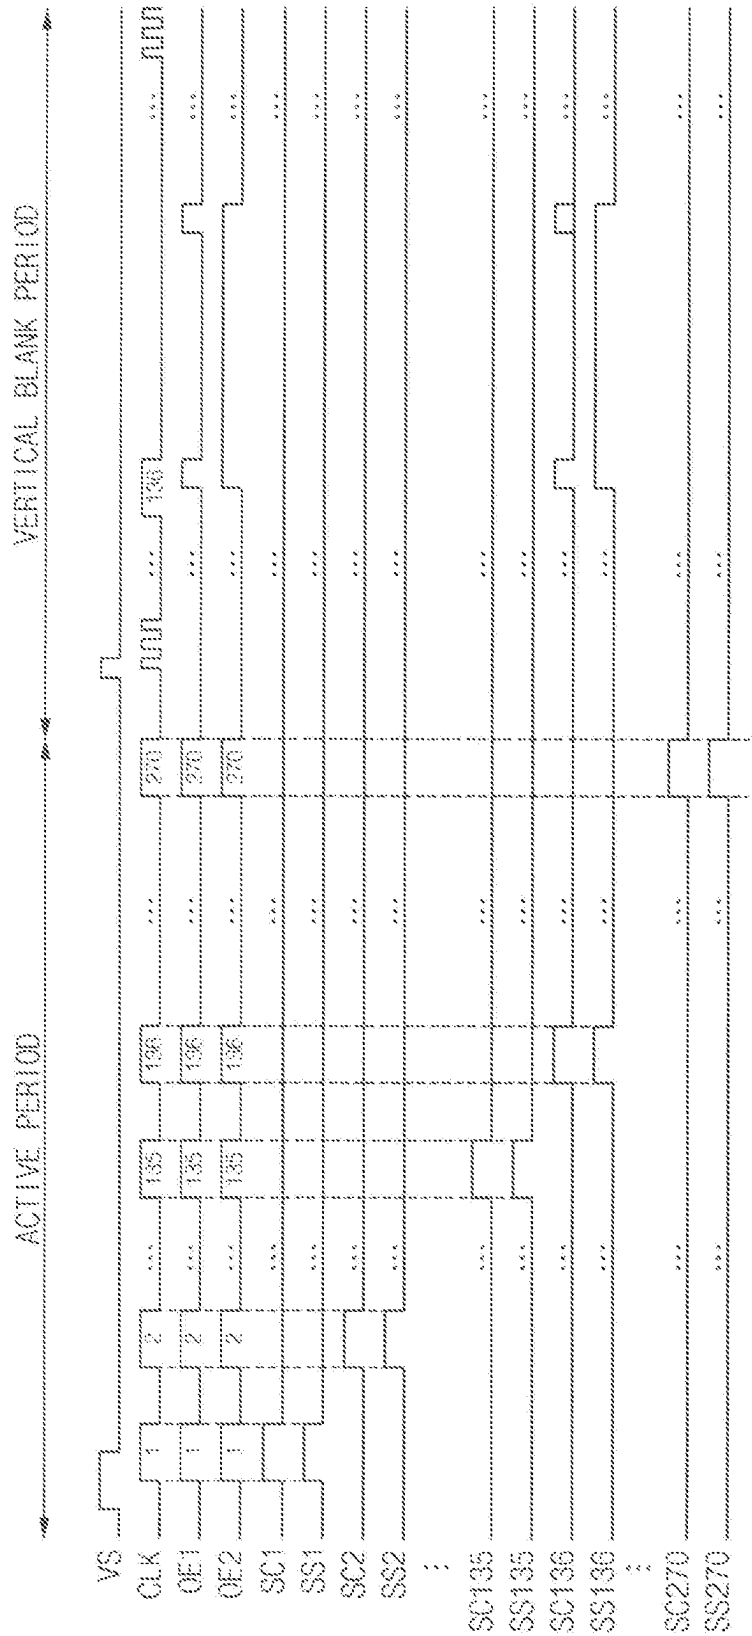 ACTIVE PERIOD
VERTICAL BLANK PERIOD
VS
CLK 1 2 ... 135 136 ... 270 ... 136 ...
OE1 1 2 ... 135 136 ... 270 ... ...
OE2 1 2 ... 135 136 ... 270 ... ...
SC1 ... ... ... ...
SS1 ... ... ... ...
SC2 ... ... ... ...
SS2 ... ... ... ...
:
SC135 ... ... ... ...
SS135 ... ... ... ...
SC136 ... ... ... ...
SS136 ... ... ... ...
:
SC270 ... ... ... ...
SS270 ... ... ... ...